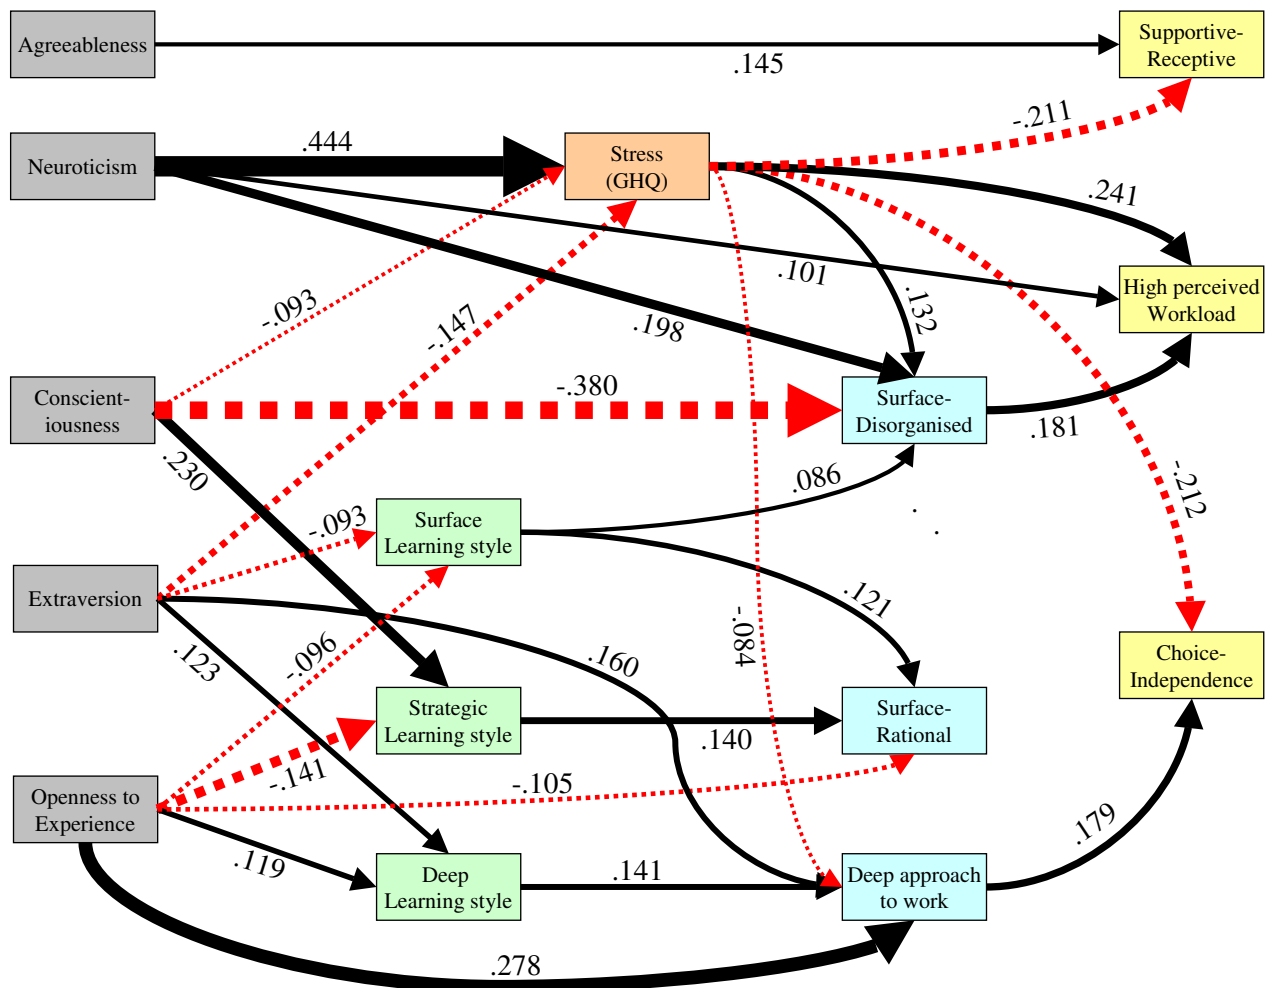 Agreeableness
.145
Supportive-
Receptive
-.211
Neuroticism
.444
Stress
(GHQ)
.241
.101
High perceived
Workload
-.093
-.147
.198
.132
Conscient-
iousness
-.380
Surface-
Disorganised
.181
.230
.086
-.212
-.093
Surface
Learning style
Extraversion
.121
.123
-.096
.160
-.084
Choice-
Independence
Strategic
Learning style
.140
Surface-
Rational
-.141
-.105
Openness to
Experience
.119
Deep
Learning style
.141
Deep approach
to work
.179
.278